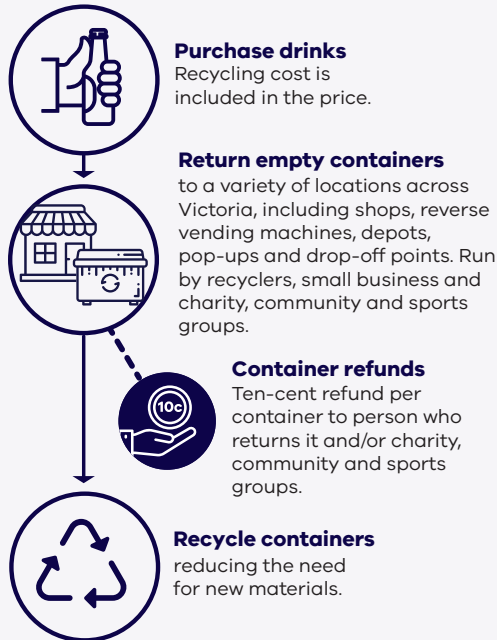 Purchase drinks
Recycling cost is
included in the price.
Return empty containers
to a variety of locations across
Victoria, including shops, reverse
vending machines, depots,
pop-ups and drop-off points. Run
by recyclers, small business and
charity, community and sports
groups.
10c
Container refunds
Ten-cent refund per
container to person who
returns it and/or charity,
community and sports
groups.
Recycle containers
reducing the need
for new materials.